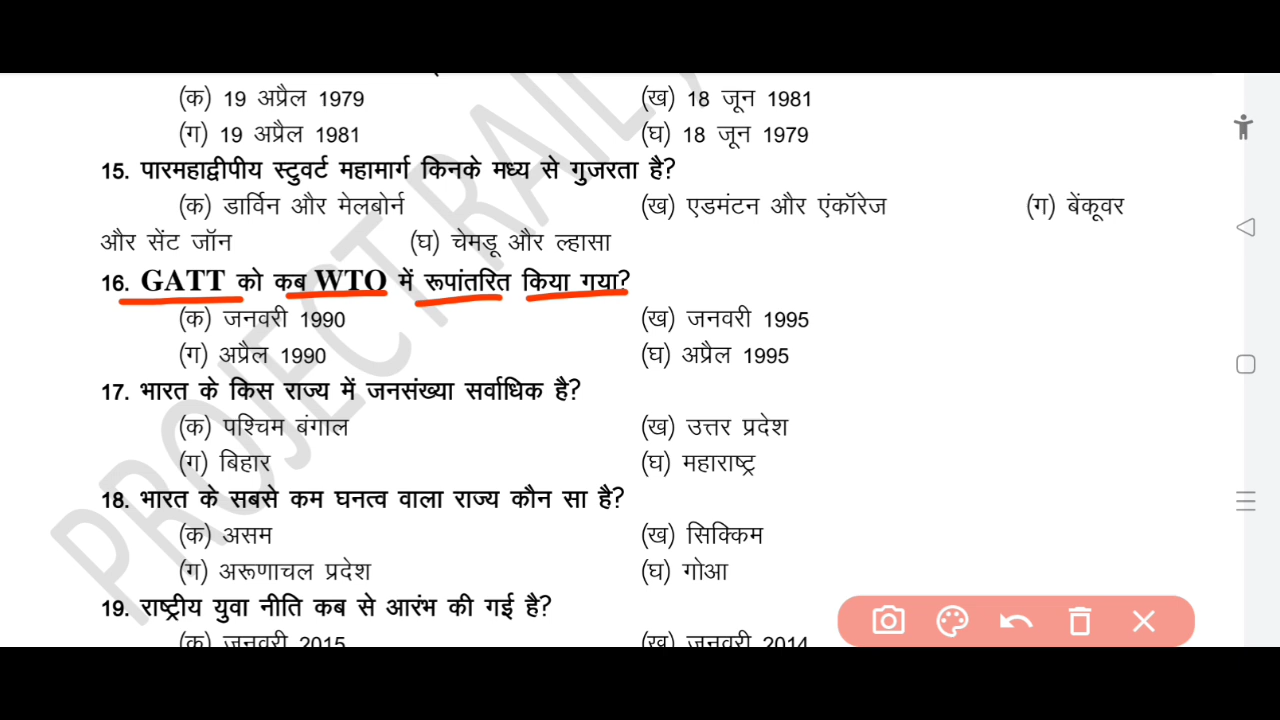 (क) 19 अप्रैल 1979 (ख) 18 जून 1981
(ग) 19 अप्रैल 1981 (घ) 18 जून 1979
15. पारमहाद्वीपीय स्टुवर्ट महामार्ग किनके मध्य से गुजरता है?
(क) डार्विन और मेलबोर्न (ख) एडमंटन और एंकॉरेज (ग) बेंकूवर
और सेंट जॉन (घ) चेमडू और ल्हासा
16. GATT को कब WTO में रूपांतरित किया गया?
(क) जनवरी 1990 (ख) जनवरी 1995
(ग) अप्रैल 1990 (घ) अप्रैल 1995
17. भारत के किस राज्य में जनसंख्या सर्वाधिक है?
(क) पश्चिम बंगाल (ख) उत्तर प्रदेश
(ग) बिहार (घ) महाराष्ट्र
18. भारत के सबसे कम घनत्व वाला राज्य कौन सा है?
(क) असम (ख) सिक्किम
(ग) अरूणाचल प्रदेश (घ) गोआ
19. राष्ट्रीय युवा नीति कब से आरंभ की गई है?
(क) जनवरी 2015 (ख) जनवरी 2014
PROJECT RAIL